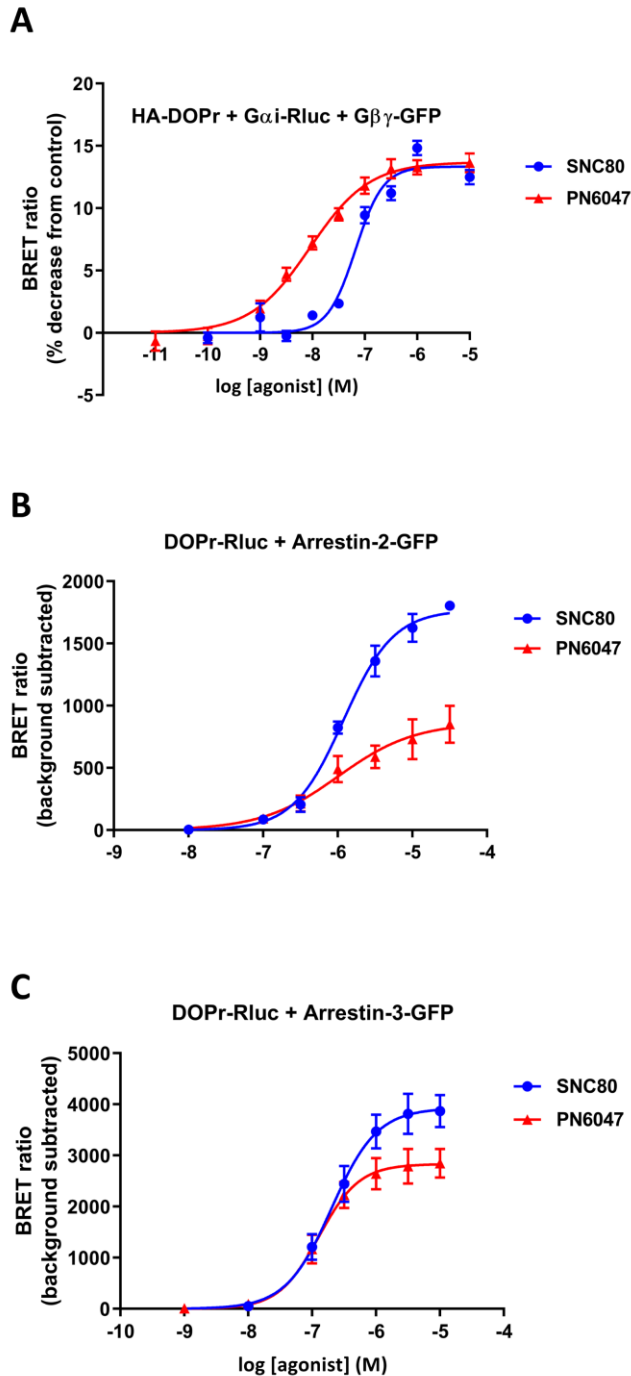 A
HA-DOPr + Gαi-Rluc + Gβγ-GFP
BRET ratio
(% decrease from control)
20
15
10
5
0
-5
-11 -10 -9 -8 -7 -6 -5
log [agonist] (M)
SNC80
PN6047
B
DOPr-Rluc + Arrestin-2-GFP
BRET ratio
(background subtracted)
2000
1500
1000
500
0
-9 -8 -7 -6 -5 -4
SNC80
PN6047
C
DOPr-Rluc + Arrestin-3-GFP
BRET ratio
(background subtracted)
5000
4000
3000
2000
1000
0
-10 -9 -8 -7 -6 -5 -4
log [agonist] (M)
SNC80
PN6047